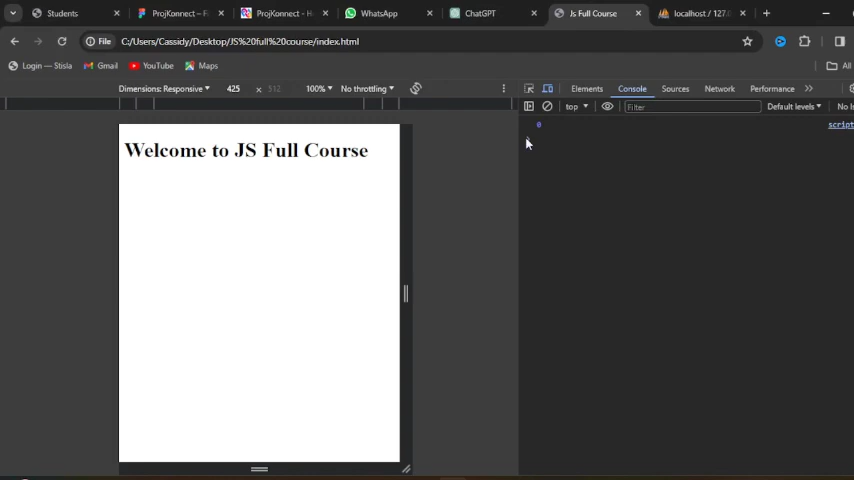 Students ProjKonnect – Fi ProjKonnect - H WhatsApp ChatGPT Js Full Course localhost / 127.0
File C:/Users/Cassidy/Desktop/JS%20full%20course/index.html
Login — Stisla Gmail YouTube Maps All
Dimensions: Responsive 425 × 512 100% No throttling Elements Console Sources Network Performance »
top Filter Default levels No Is
0 script
Welcome to JS Full Course